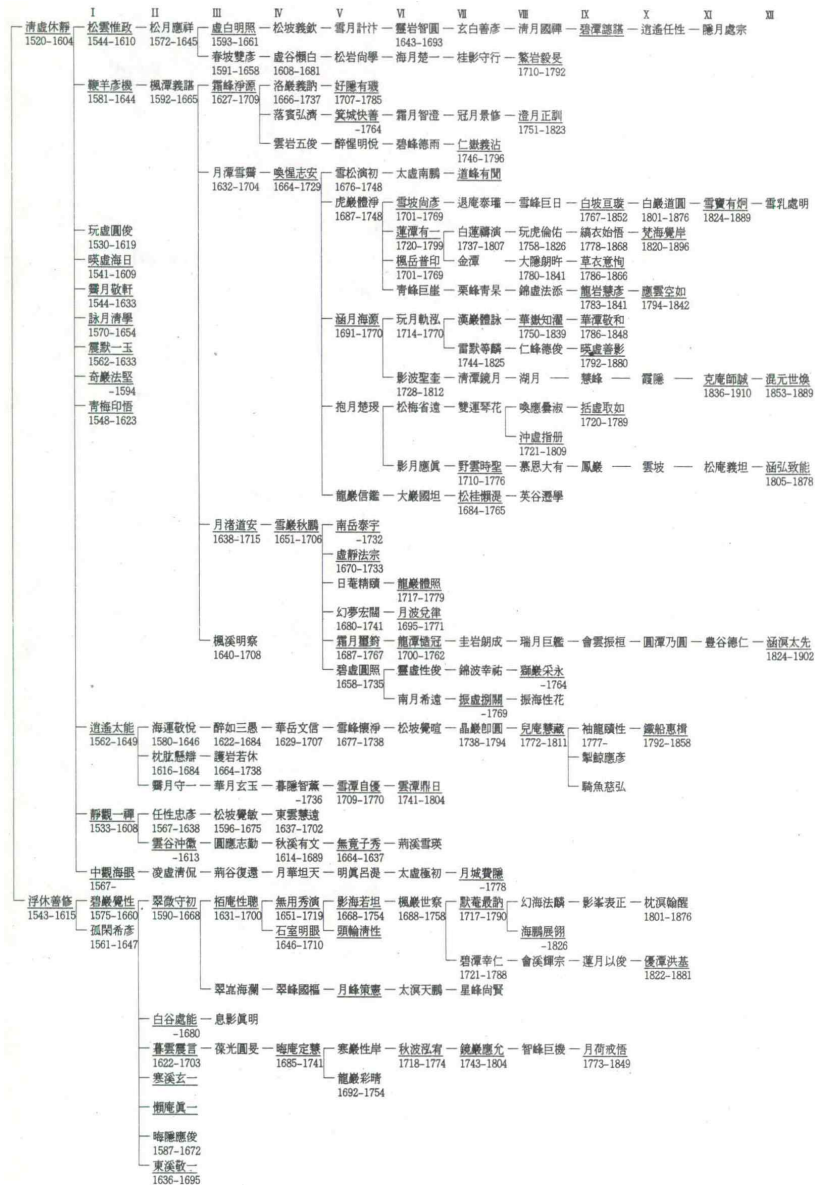 I II III IV V VI VII VIII IX X XI XII
清虛休靜 松雲惟政 松月應祥 虛白明照 松坡義欽 雪月計汴 靈岩智圓 玄白善彥 清月國禪 碧潭 逍遙任性 隱月處宗
1520-1604 1544-1610 1572-1645 1593-1661 1643-1693
春坡雙彥 虛谷懶白 松岩尙學 海月楚一 桂影守行 鰲岩毅旻
1591-1658 1608-1681 1710-1792
鞭羊彥機 楓潭義諶 霜峰淨源 洛巖義訥 好隱有璣
1581-1644 1592-1665 1627-1709 1666-1737 1707-1785
落賓弘濟 箕城快善 霜月智澄 冠月景修 澄月正訓
-1764 1751-1823
雲岩五俊 醉惺明悅 碧峰德雨 仁嶽義沾
1746-1796
月潭雪霽 喚惺志安 雪松演初 太虛南鵬 道峰有聞
1632-1704 1664-1729 1676-1748
虎巖體淨 雪坡尙彥 退庵泰瓘 雪峰巨日 白坡亘璇 白巖道圓 雪竇有炯 雪乳處明
1687-1748 1701-1769 1767-1852 1801-1876 1824-1889
玩虛圓俊 蓮潭有一 白蓮禱演 玩虎倫佑 縞衣始悟 梵海覺岸
1530-1619 1720-1799 1737-1807 1758-1826 1778-1868 1820-1896
暎虛海日 楓岳普印 金潭 大隱朗旿 草衣意恂
1541-1609 1701-1769 1780-1841 1786-1866
霽月敬軒 青峰巨崖 栗峰青杲 錦虛法添 龍岩慧彥 應雲空如
1544-1633 1783-1841 1794-1842
詠月清學 涵月海源 玩月軌泓 漢巖體詠 華嶽知濯 華潭敬和
1570-1654 1691-1770 1714-1770 1750-1839 1786-1848
震默一玉 雷默等麟 仁峰德俊 暎虛善影
1562-1633 1744-1825 1792-1880
奇巖法堅 影波聖奎 清潭鏡月 湖月 慧峰 霞隱 克庵師誠 混元世煥
-1594 1728-1812 1836-1910 1853-1889
青梅印悟 抱月楚琝 松梅省遠 雙運琴花 喚應曇淑 括虛取如
1548-1623 1720-1789
沖虛指册
1721-1809
影月應眞 野雲時聖 慕恩大有 鳳巖 雲坡 松庵義坦 涵弘致能
1710-1776 1805-1878
龍巖信鑑 大巖國坦 松桂懶湜 英谷瀍學
1684-1765
月渚道安 雪巖秋鵬 南岳泰宇
1638-1715 1651-1706 -1732
虛靜法宗
1670-1733
日菴精頤 龍巖體照
1717-1779
幻夢宏闊 月波兌律
1680-1741 1695-1771
楓溪明察 霜月璽篈 龍潭慥冠 圭岩朗成 瑞月巨艦 會雲振桓 圓潭乃圓 豊谷德仁 涵溟太先
1640-1708 1687-1767 1700-1762 1824-1902
碧虛圓照 靈虛性俊 錦波幸祐 獅巖采永
1658-1735 -1764
南月希遠 振虛捌關 振海性花
-1769
逍遙太能 海運敬悅 醉如三愚 華岳文信 雪峰懷淨 松坡覺暄 晶巖卽圓 兒庵慧藏 袖龍頤性 鐵船惠楫
1562-1649 1580-1646 1622-1684 1629-1707 1677-1738 1738-1794 1772-1811 1777- 1792-1858
枕肱懸辯 護岩若休 掣鯨應彥
1616-1684 1664-1738
霽月守一 華月玄玉 暮隱智薰 雪潭自優 雲潭鼎日 騎魚慈弘
-1736 1709-1770 1741-1804
靜觀一禪 任性忠彥 松坡覺敏 東雲慧遠
1533-1608 1567-1638 1596-1675 1637-1702
雲谷沖徽 圓應志勤 秋溪有文 無竟子秀 荊溪雪瑛
-1613 1614-1689 1664-1637
中觀海眼 凌虛清侃 荊谷復還 月華坦天 明眞呂湜 太虛極初 月城費隱
1567- -1778
浮休善修 碧巖覺性 翠微守初 栢庵性聰 無用秀演 影海若坦 楓巖世察 默菴最訥 幻海法麟 影峯表正 枕溟翰醒
1543-1615 1575-1660 1590-1668 1631-1700 1651-1719 1668-1754 1688-1758 1717-1790 1801-1876
孤閑希彥 石室明眼 頭輪清性 海鵬展翎
1561-1647 1646-1710 -1826
碧潭幸仁 會溪輝宗 蓮月以俊 優潭洪基
1721-1788 1822-1881
翠岩海瀾 翠峰國樞 月峰策憲 太溟天鵬 星峰尙賢
白谷處能 息影眞明
-1680
暮雲震言 葆光圓旻 晦庵定慧 寒巖性岸 秋波泓宥 鏡巖應允 智峰巨機 月荷戒悟
1622-1703 1685-1741 1718-1774 1743-1804 1773-1849
寒溪玄一 龍巖彩晴
1692-1754
懶庵眞一
晦隱應俊
1587-1672
東溪敬一
1636-1695